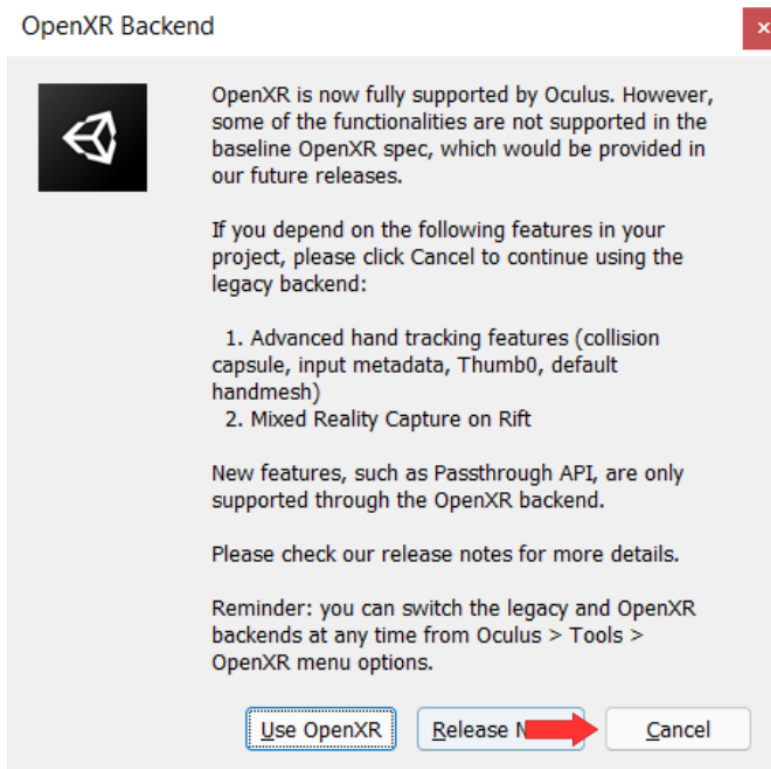 OpenXR Backend
OpenXR is now fully supported by Oculus. However,
some of the functionalities are not supported in the
baseline OpenXR spec, which would be provided in
our future releases.
If you depend on the following features in your
project, please click Cancel to continue using the
legacy backend:
1. Advanced hand tracking features (collision
capsule, input metadata, Thumb0, default
handmesh)
2. Mixed Reality Capture on Rift
New features, such as Passthrough API, are only
supported through the OpenXR backend.
Please check our release notes for more details.
Reminder: you can switch the legacy and OpenXR
backends at any time from Oculus > Tools >
OpenXR menu options.
Use OpenXR
Release
Cancel